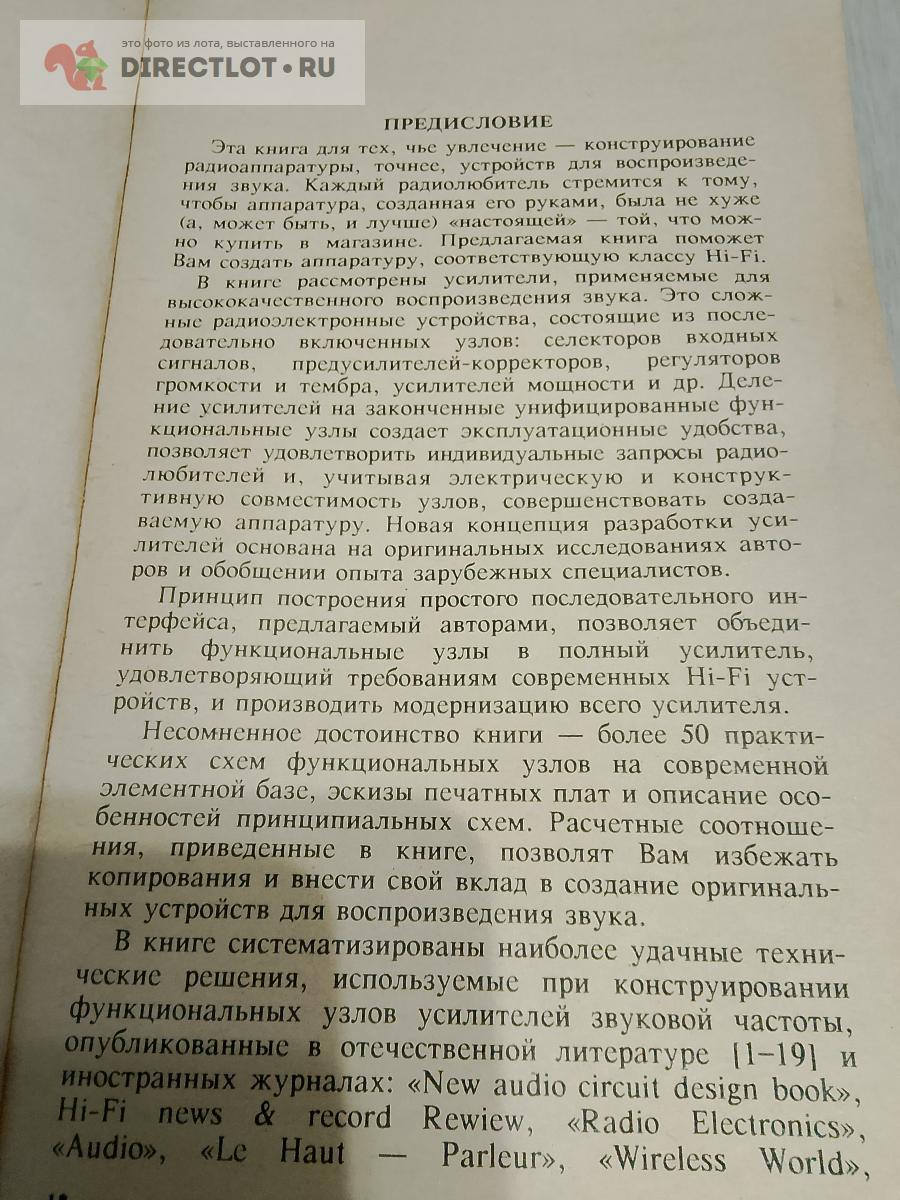 это фото из лота, выставленного на
DIRECTLOT•RU
ПРЕДИСЛОВИЕ
Эта книга для тех, чье увлечение — конструирование
радиоаппаратуры, точнее, устройств для воспроизведе-
ния звука. Каждый радиолюбитель стремится к тому,
чтобы аппаратура, созданная его руками, была не хуже
(а, может быть, и лучше) «настоящей» — той, что мож-
но купить в магазине. Предлагаемая книга поможет
Вам создать аппаратуру, соответствующую классу Hi-Fi.
В книге рассмотрены усилители, применяемые для
высококачественного воспроизведения звука. Это слож-
ные радиоэлектронные устройства, состоящие из после-
довательно включенных узлов: селекторов входных
сигналов, предусилителей-корректоров, регуляторов
громкости и тембра, усилителей мощности и др. Деле-
ние усилителей на законченные унифицированные фун-
кциональные узлы создает эксплуатационные удобства,
позволяет удовлетворить индивидуальные запросы радио-
любителей и, учитывая электрическую и конструк-
тивную совместимость узлов, совершенствовать созда-
ваемую аппаратуру. Новая концепция разработки уси-
лителей основана на оригинальных исследованиях авто-
ров и обобщении опыта зарубежных специалистов.
Принцип построения простого последовательного ин-
терфейса, предлагаемый авторами, позволяет объеди-
нить функциональные узлы в полный усилитель,
удовлетворяющий требованиям современных Hi-Fi уст-
ройств, и производить модернизацию всего усилителя.
Несомненное достоинство книги — более 50 практи-
ческих схем функциональных узлов на современной
элементной базе, эскизы печатных плат и описание осо-
бенностей принципиальных схем. Расчетные соотноше-
ния, приведенные в книге, позволят Вам избежать
копирования и внести свой вклад в создание оригиналь-
ных устройств для воспроизведения звука.
В книге систематизированы наиболее удачные техни-
ческие решения, используемые при конструировании
функциональных узлов усилителей звуковой частоты,
опубликованные в отечественной литературе [1–19] и
иностранных журналах: «New audio circuit design book»,
Hi-Fi news & record Rewiew, «Radio Electronics»,
«Audio», «Le Haut — Parleur», «Wireless World»,